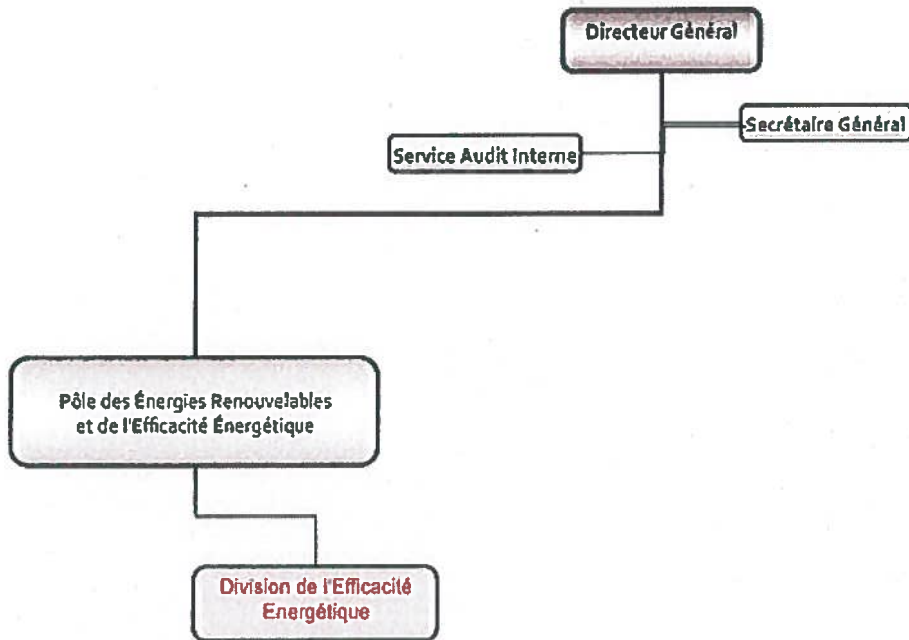 Directeur Général
Secrétaire Général
Service Audit Interne
Pôle des Énergies Renouvelables
et de l'Efficacité Énergétique
Division de l'Efficacité
Energétique